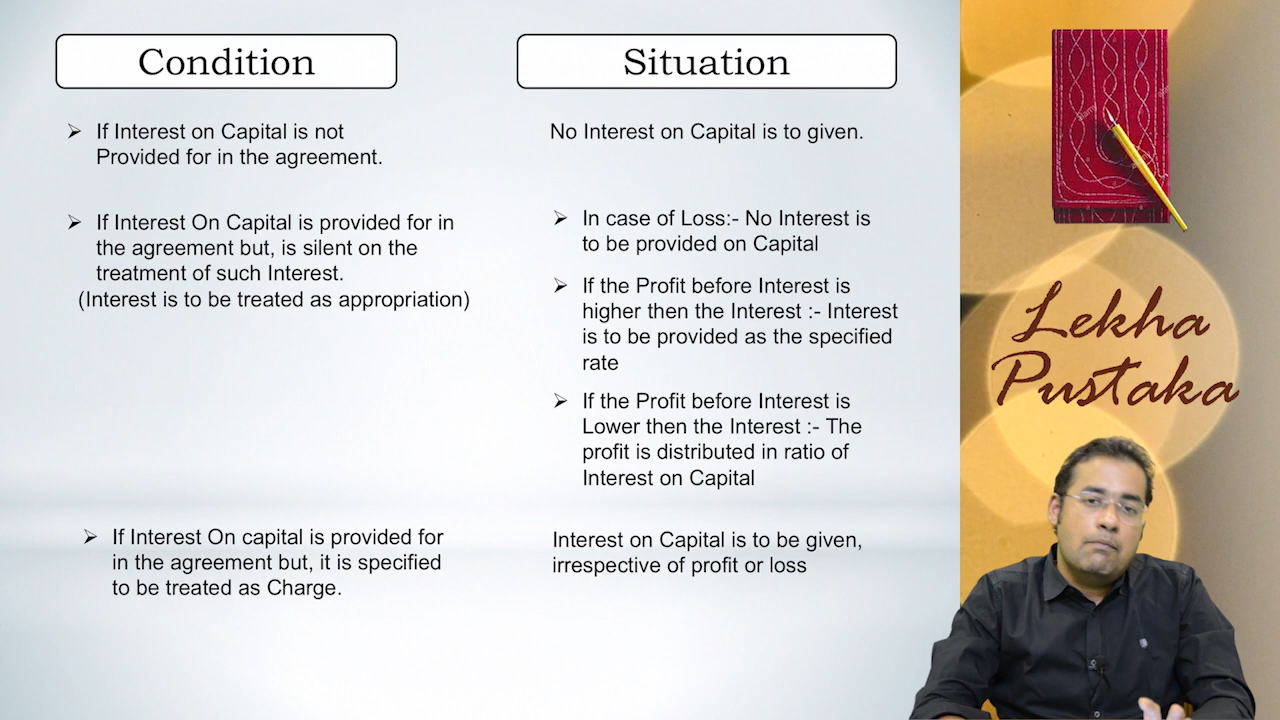 Condition
Situation
If Interest on Capital is not
Provided for in the agreement.
No Interest on Capital is to given.
If Interest On Capital is provided for in
the agreement but, is silent on the
treatment of such Interest.
(Interest is to be treated as appropriation)
In case of Loss:- No Interest is
to be provided on Capital
If the Profit before Interest is
higher then the Interest :- Interest
is to be provided as the specified
rate
If the Profit before Interest is
Lower then the Interest :- The
profit is distributed in ratio of
Interest on Capital
If Interest On capital is provided for
in the agreement but, it is specified
to be treated as Charge.
Interest on Capital is to be given,
irrespective of profit or loss
alamy
Lekha
Pustaka